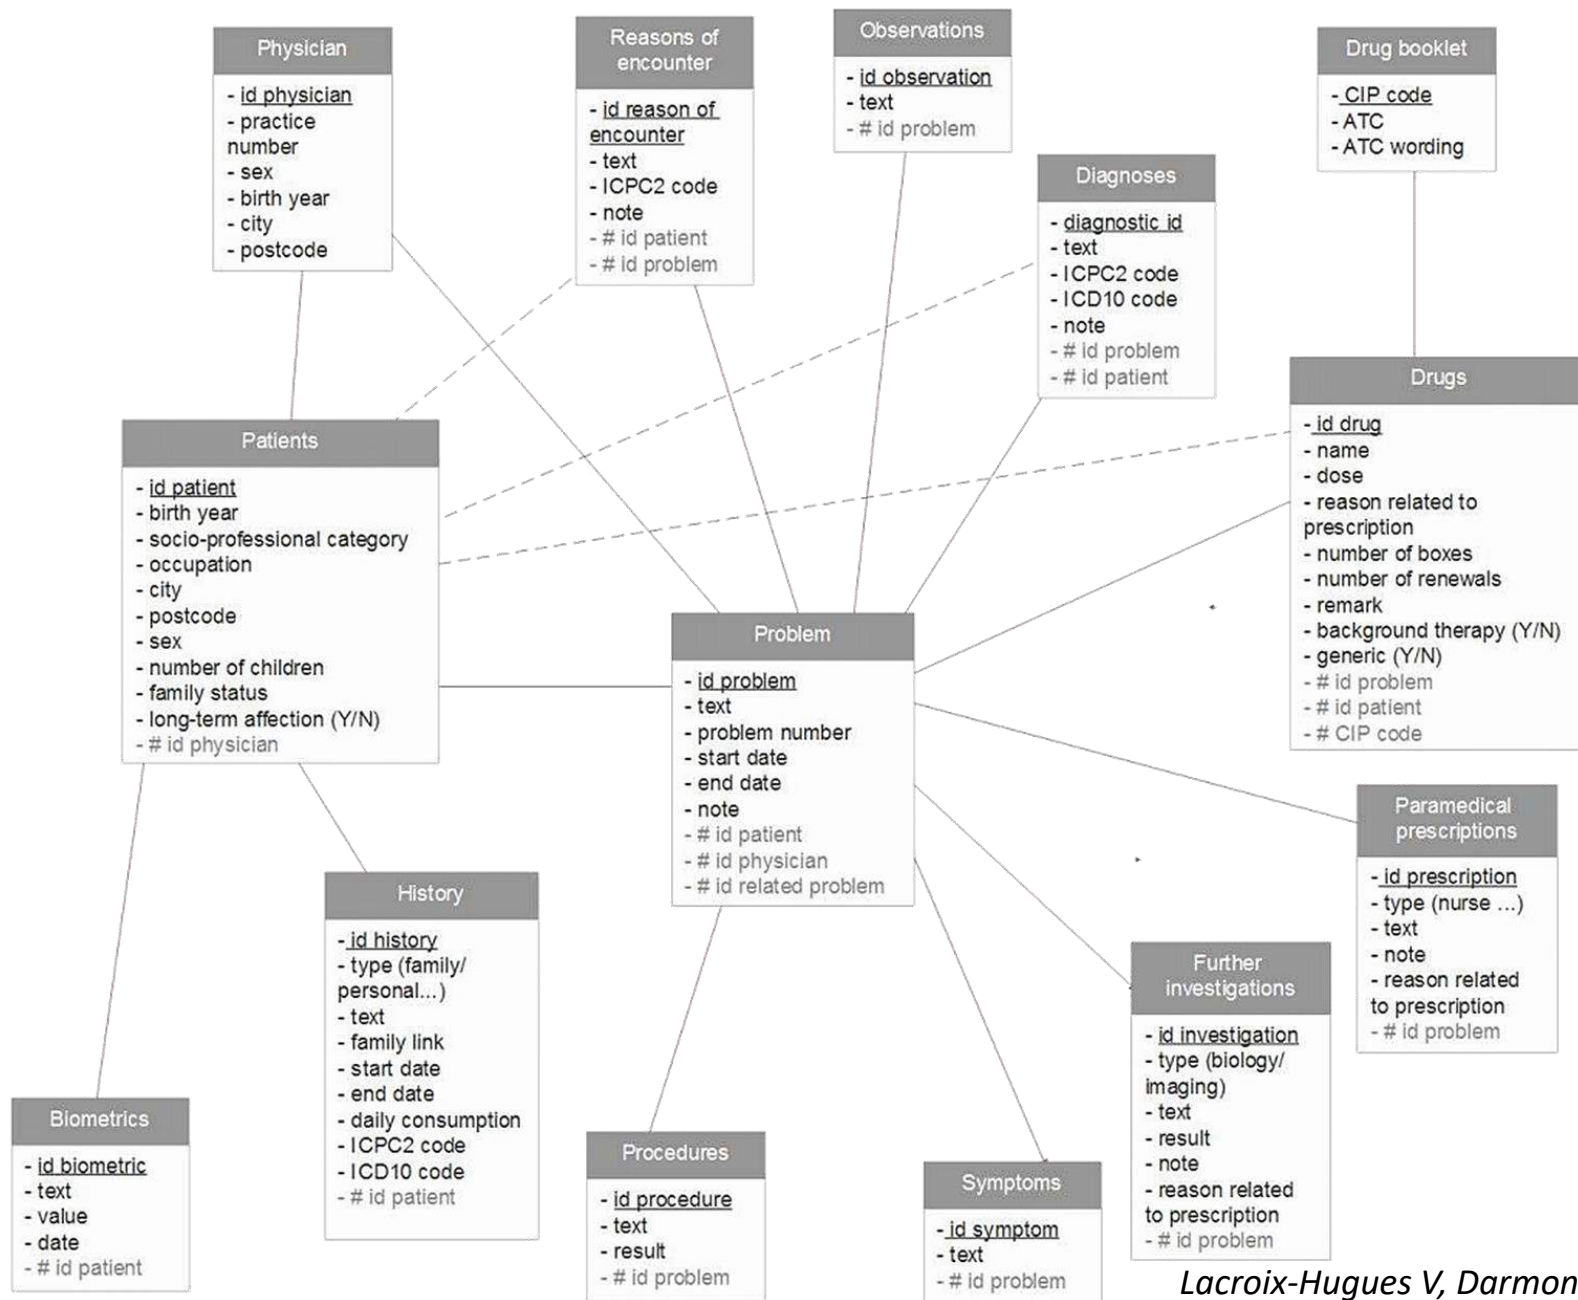 Physician
- id physician
- practice
number
- sex
- birth year
- city
- postcode
Reasons of
encounter
- id reason of
encounter
- text
- ICPC2 code
- note
- # id patient
- # id problem
Observations
- id observation
- text
- # id problem
Diagnoses
- diagnostic id
- text
- ICPC2 code
- ICD10 code
- note
- # id problem
- # id patient
Drug booklet
- CIP code
- ATC
- ATC wording
Patients
- id patient
- birth year
- socio-professional category
- occupation
- city
- postcode
- sex
- number of children
- family status
- long-term affection (Y/N)
- # id physician
Problem
- id problem
- text
- problem number
- start date
- end date
- note
- # id patient
- # id physician
- # id related problem
Drugs
- id drug
- name
- dose
- reason related to
prescription
- number of boxes
- number of renewals
- remark
- background therapy (Y/N)
- generic (Y/N)
- # id problem
- # id patient
- # CIP code
Paramedical
prescriptions
- id prescription
- type (nurse ...)
- text
- note
- reason related
to prescription
- # id problem
History
- id history
- type (family/
personal...)
- text
- family link
- start date
- end date
- daily consumption
- ICPC2 code
- ICD10 code
- # id patient
Further
investigations
- id investigation
- type (biology/
imaging)
- text
- result
- note
- reason related
to prescription
- # id problem
Biometrics
- id biometric
- text
- value
- date
- # id patient
Procedures
- id procedure
- text
- result
- # id problem
Symptoms
- id symptom
- text
- # id problem
Lacroix-Hugues V, Darmon